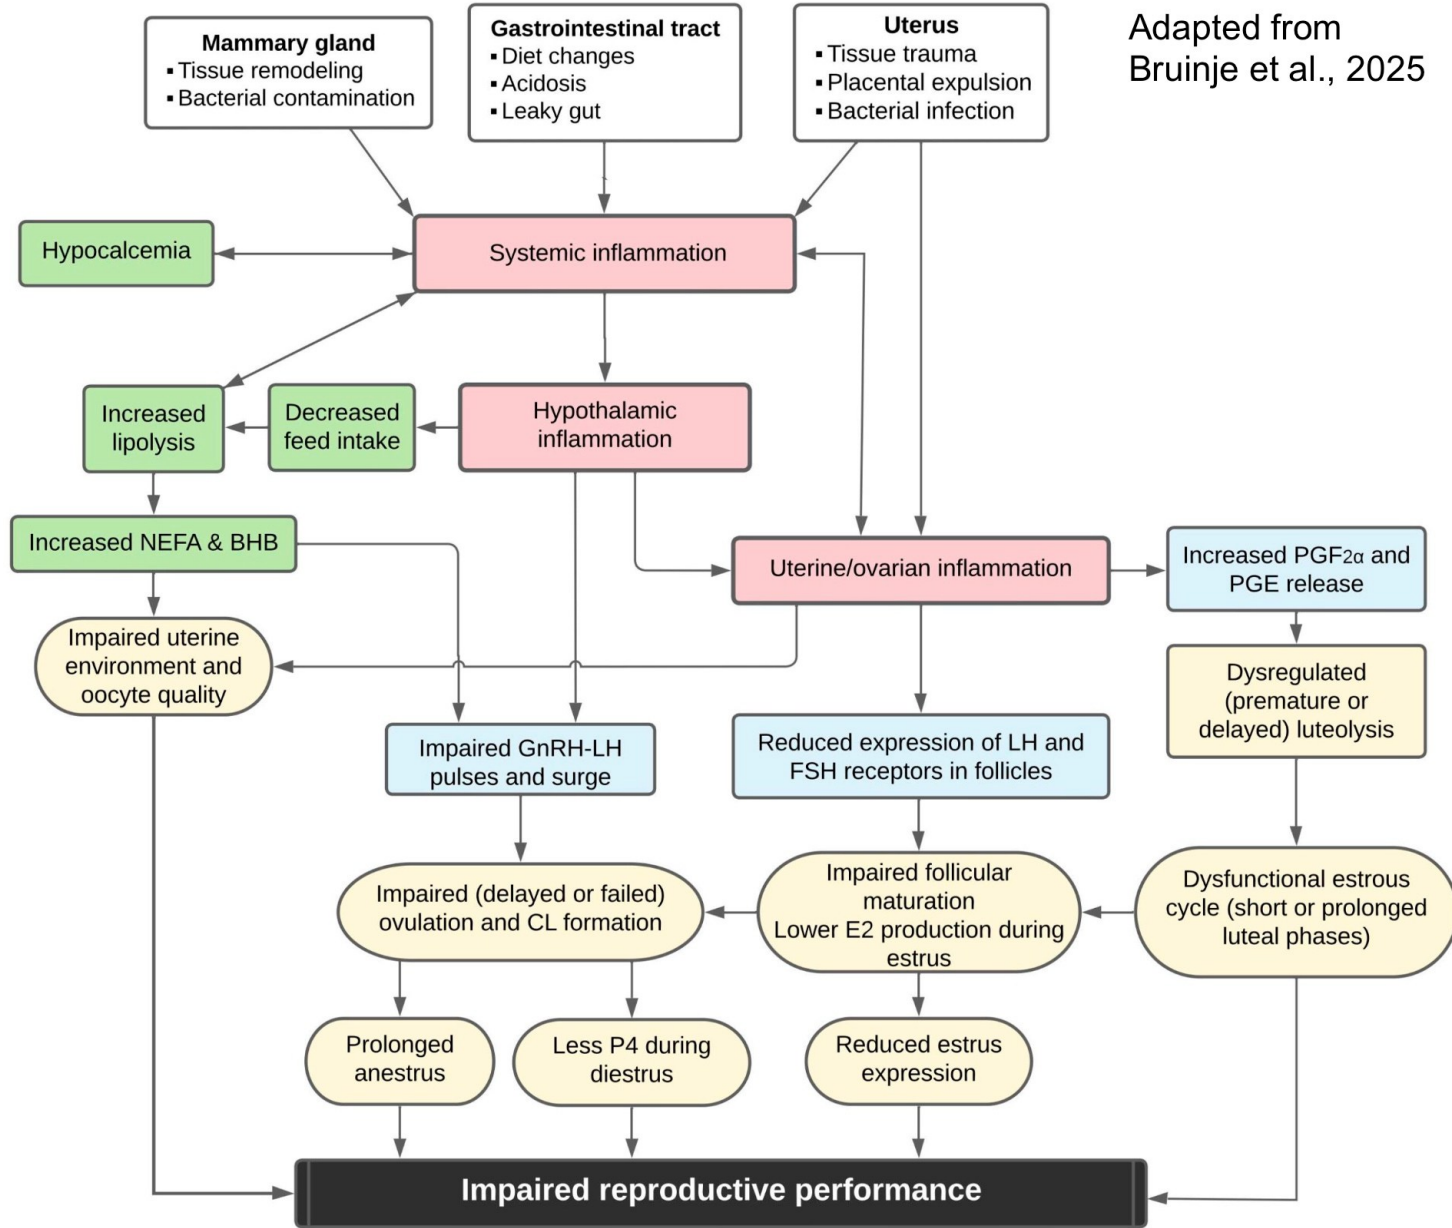 Mammary gland
▪ Tissue remodeling
▪ Bacterial contamination
Gastrointestinal tract
▪ Diet changes
▪ Acidosis
▪ Leaky gut
Uterus
▪ Tissue trauma
▪ Placental expulsion
▪ Bacterial infection
Adapted from
Bruinje et al., 2025
Hypocalcemia
Systemic inflammation
Increased
lipolysis
Decreased
feed intake
Hypothalamic
inflammation
Increased NEFA & BHB
Uterine/ovarian inflammation
Increased PGF2α and
PGE release
Impaired uterine
environment and
oocyte quality
Dysregulated
(premature or
delayed) luteolysis
Impaired GnRH-LH
pulses and surge
Reduced expression of LH and
FSH receptors in follicles
Impaired (delayed or failed)
ovulation and CL formation
Impaired follicular
maturation
Lower E2 production during
estrus
Dysfunctional estrous
cycle (short or prolonged
luteal phases)
Prolonged
anestrus
Less P4 during
diestrus
Reduced estrus
expression
Impaired reproductive performance